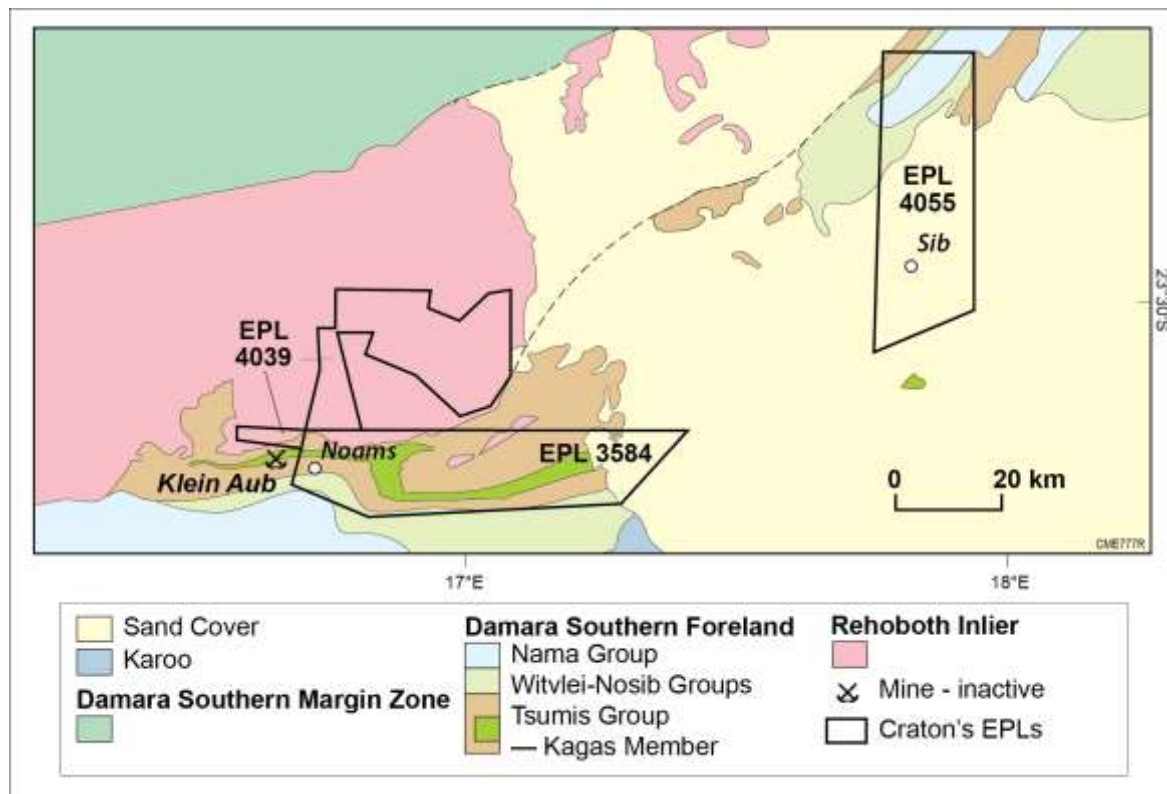 EPL
4055
Sib
23°30'S
EPL
4039
Noams
EPL 3584
Klein Aub
0 20 km
CME777R
17°E 18°E
Sand Cover
Karoo
Damara Southern Margin Zone
Damara Southern Foreland
Nama Group
Witvlei-Nosib Groups
Tsumis Group
— Kagas Member
Rehoboth Inlier
Mine - inactive
Craton's EPLs